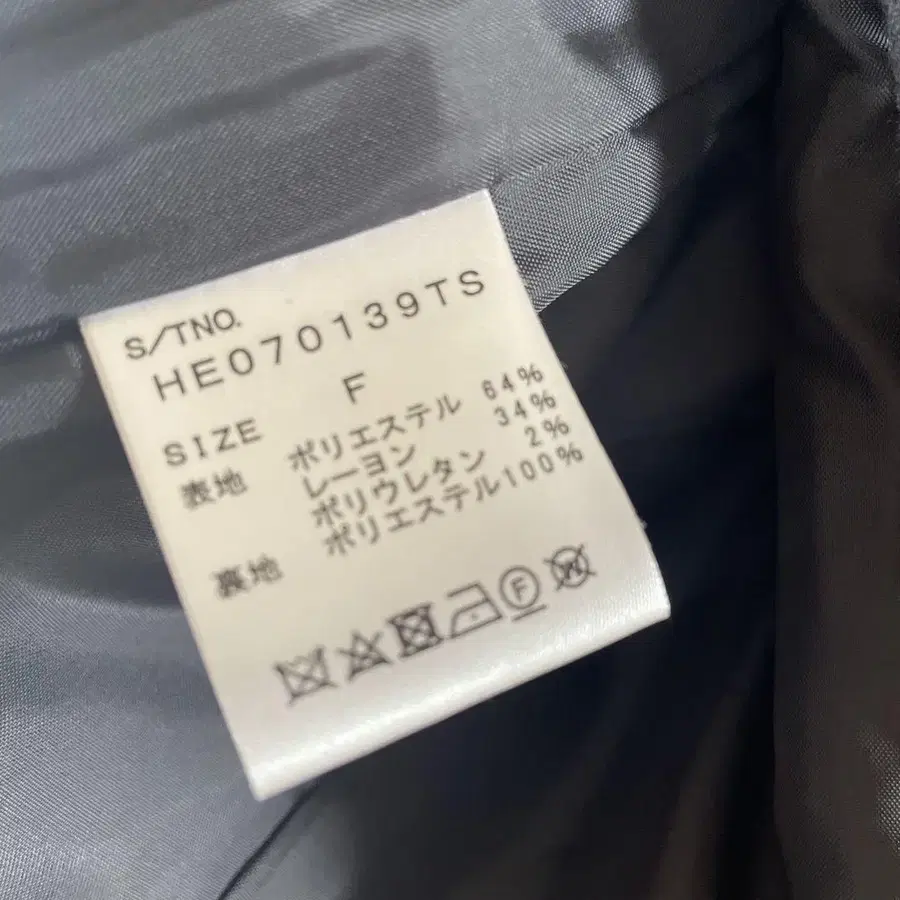 S/TNO.
HE070139TS
SIZE F
表地 ポリエステル 64%
レーヨン 34%
ポリウレタン 2%
裏地 ポリエステル100%
F
W